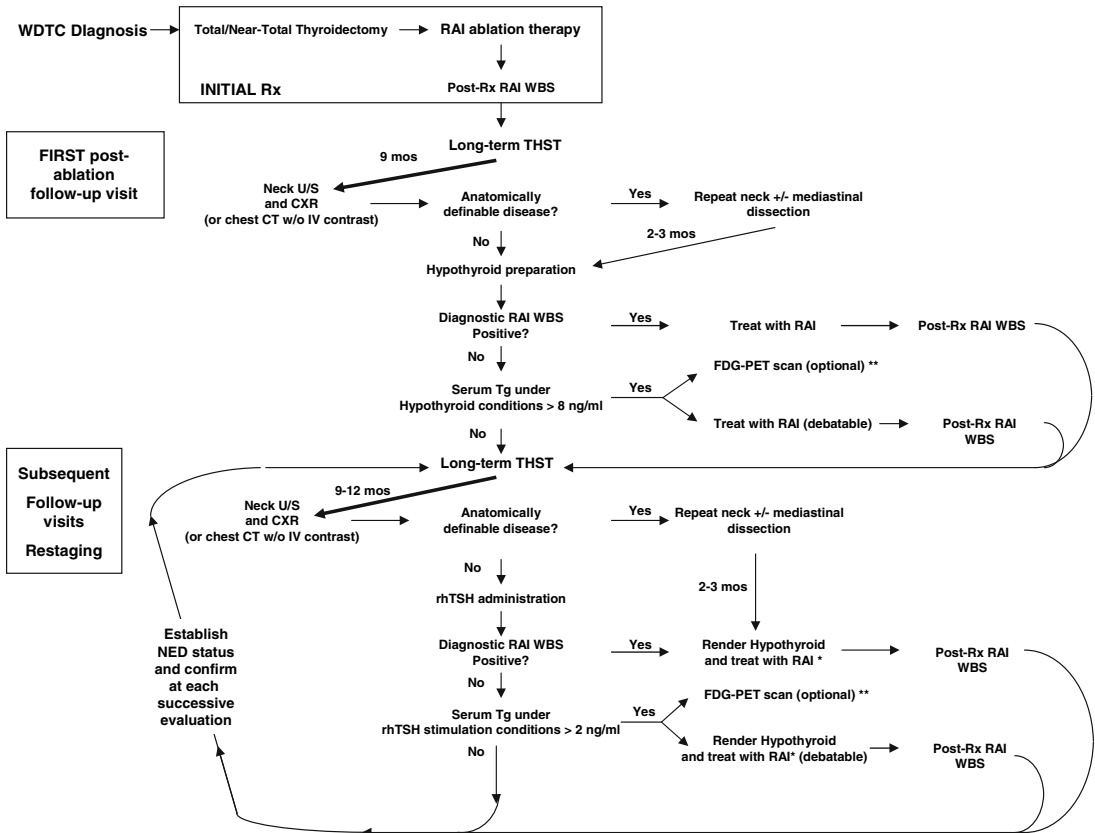 WDTC DIagnosis
Total/Near-Total Thyroidectomy
RAI ablation therapy
INITIAL Rx
Post-Rx RAI WBS
Long-term THST
FIRST post-
ablation
follow-up visit
9 mos
Neck U/S
and CXR
(or chest CT w/o IV contrast)
Anatomically
definable disease?
Yes
Repeat neck +/- mediastinal
dissection
No
2-3 mos
Hypothyroid preparation
Diagnostic RAI WBS
Positive?
Yes
Treat with RAI
Post-Rx RAI WBS
No
Serum Tg under
Hypothyroid conditions > 8 ng/ml
Yes
FDG-PET scan (optional) **
Treat with RAI (debatable)
Post-Rx RAI
WBS
No
Long-term THST
Subsequent
Follow-up
visits
Restaging
9-12 mos
Neck U/S
and CXR
(or chest CT w/o IV contrast)
Anatomically
definable disease?
Yes
Repeat neck +/- mediastinal
dissection
No
2-3 mos
rhTSH administration
Diagnostic RAI WBS
Positive?
Yes
Render Hypothyroid
and treat with RAI *
Post-Rx RAI
WBS
No
Serum Tg under
rhTSH stimulation conditions > 2 ng/ml
Yes
FDG-PET scan (optional) **
Render Hypothyroid
and treat with RAI* (debatable)
Post-Rx RAI
WBS
No
Establish
NED status
and confirm
at each
successive
evaluation